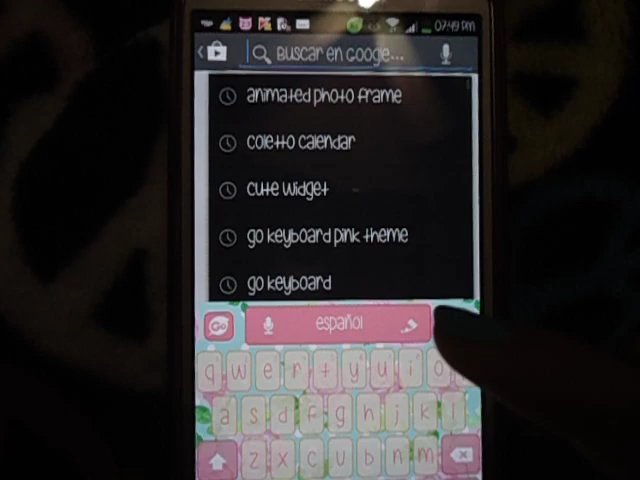 07:49 PM
Buscar en Google...
animated photo frame
coletto calendar
cute widget
go keyboard pink theme
go keyboard
GO
español
q w e r t y u i o
a s d f g h j k l
z x c v b n m